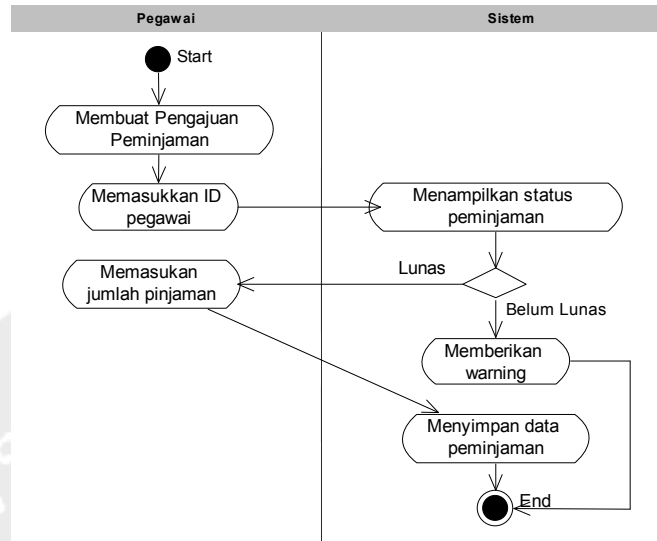 Pegawai
Sistem
Start
Membuat Pengajuan
Peminjaman
Memasukkan ID
pegawai
Menampilkan status
peminjaman
Lunas
Memasukan
jumlah pinjaman
Belum Lunas
Memberikan
warning
Menyimpan data
peminjaman
End